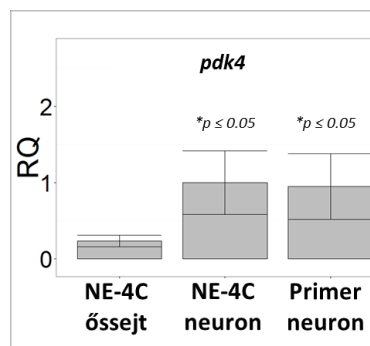 pdk4
2
*p ≤ 0.05 *p ≤ 0.05
RQ
1
0
NE-4C NE-4C Primer
őssejt neuron neuron